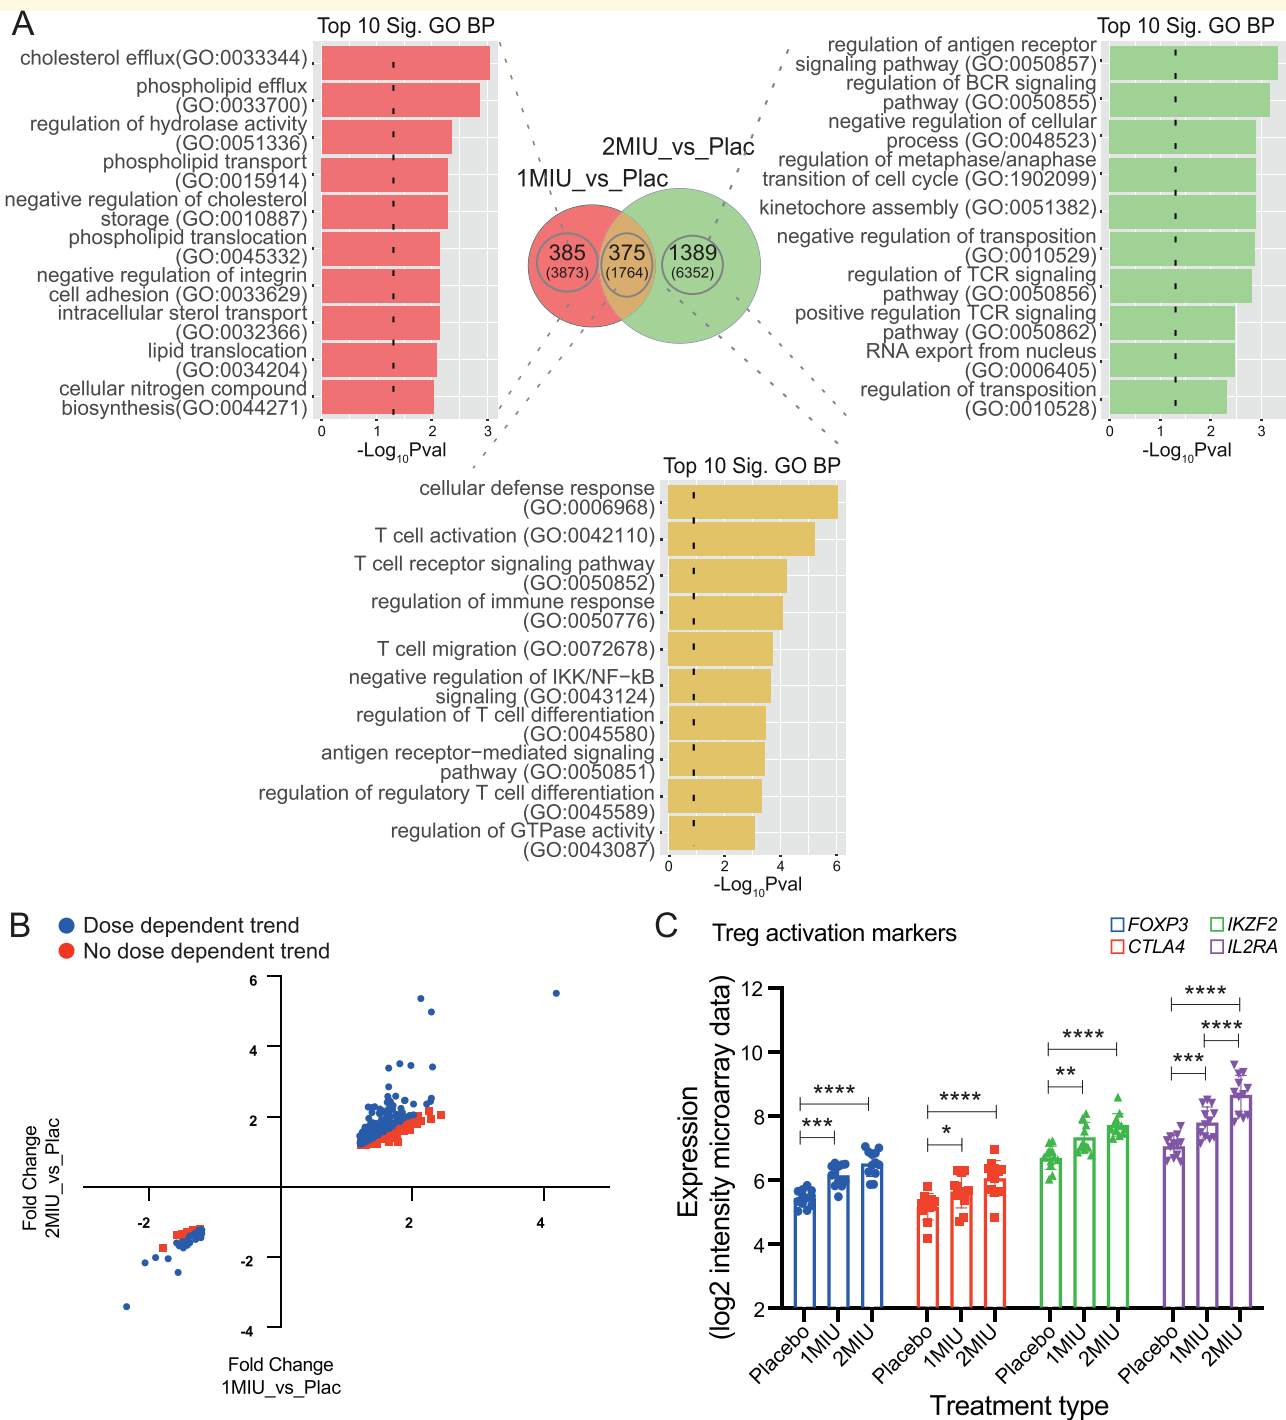 A
Top 10 Sig. GO BP
cholesterol efflux(GO:0033344)
phospholipid efflux
(GO:0033700)
regulation of hydrolase activity
(GO:0051336)
phospholipid transport
(GO:0015914)
negative regulation of cholesterol
storage (GO:0010887)
phospholipid translocation
(GO:0045332)
negative regulation of integrin
cell adhesion (GO:0033629)
intracellular sterol transport
(GO:0032366)
lipid translocation
(GO:0034204)
cellular nitrogen compound
biosynthesis(GO:0044271)
0 1 2 3
-Log10Pval
2MIU_vs_Plac
1MIU_vs_Plac
385 375 1389
(3873) (1764) (6352)
Top 10 Sig. GO BP
regulation of antigen receptor
signaling pathway (GO:0050857)
regulation of BCR signaling
pathway (GO:0050855)
negative regulation of cellular
process (GO:0048523)
regulation of metaphase/anaphase
transition of cell cycle (GO:1902099)
kinetochore assembly (GO:0051382)
negative regulation of transposition
(GO:0010529)
regulation of TCR signaling
pathway (GO:0050856)
positive regulation TCR signaling
pathway (GO:0050862)
RNA export from nucleus
(GO:0006405)
regulation of transposition
(GO:0010528)
0 1 2 3
-Log10Pval
Top 10 Sig. GO BP
cellular defense response
(GO:0006968)
T cell activation (GO:0042110)
T cell receptor signaling pathway
(GO:0050852)
regulation of immune response
(GO:0050776)
T cell migration (GO:0072678)
negative regulation of IKK/NF−kB
signaling (GO:0043124)
regulation of T cell differentiation
(GO:0045580)
antigen receptor−mediated signaling
pathway (GO:0050851)
regulation of regulatory T cell differentiation
(GO:0045589)
regulation of GTPase activity
(GO:0043087)
0 2 4 6
-Log10Pval
B
Dose dependent trend
No dose dependent trend
Fold Change
2MIU_vs_Plac
6
4
2
-2
-4
-2 2 4
Fold Change
1MIU_vs_Plac
C
Treg activation markers
FOXP3 IKZF2
CTLA4 IL2RA
Expression
(log2 intensity microarray data)
12
10
8
6
4
2
*** ****
* ****
** ****
*** **** ****
Placebo 1MIU 2MIU Placebo 1MIU 2MIU Placebo 1MIU 2MIU Placebo 1MIU 2MIU
Treatment type